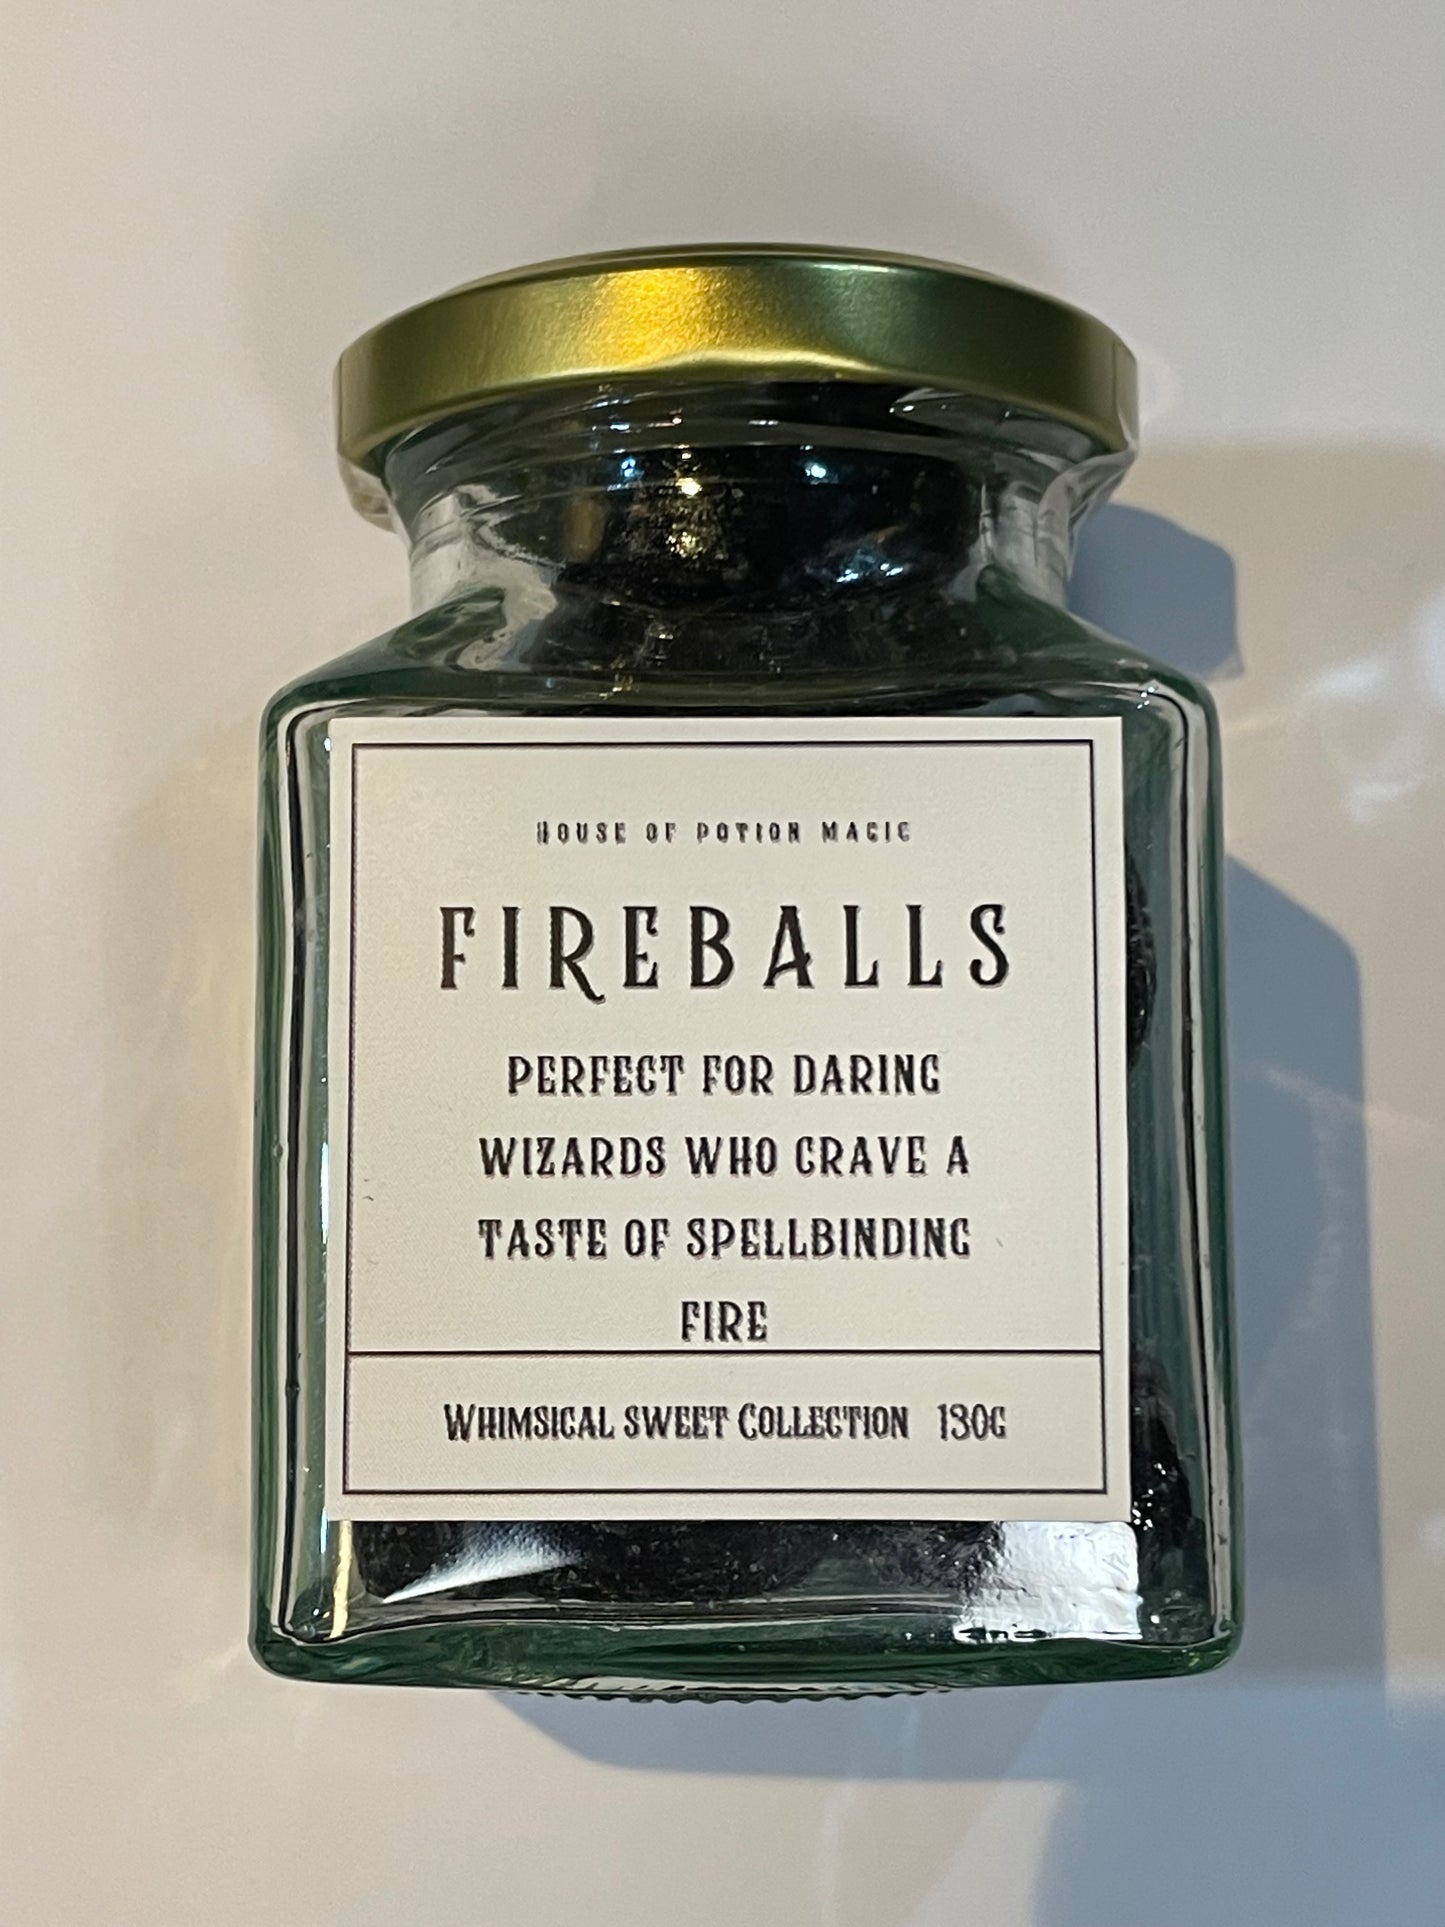 HOUSE OF POTION MAGIC
FIREBALLS
PERFECT FOR DARING
WIZARDS WHO CRAVE A
TASTE OF SPELLBINDING
FIRE
WHIMSICAL SWEET COLLECTION 130G